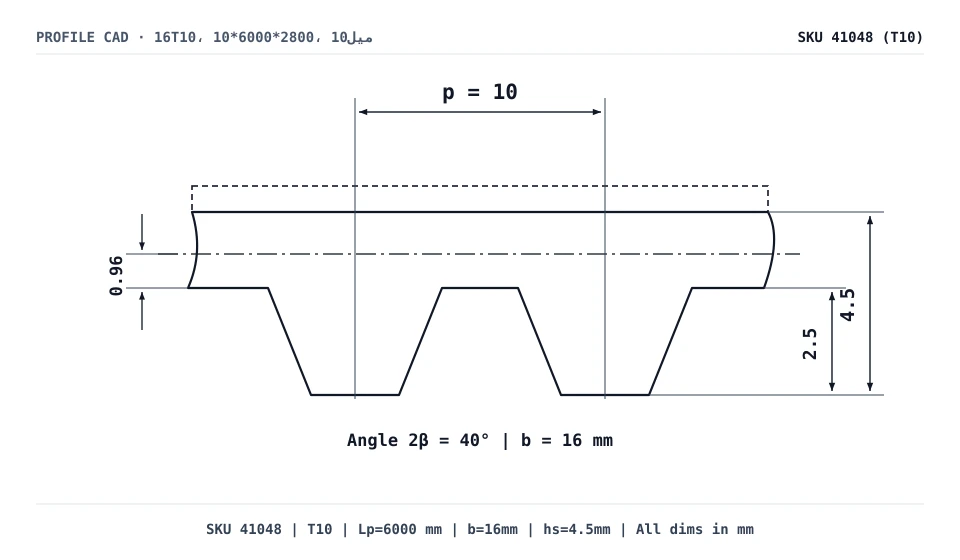 PROFILE CAD · 16T10، 10*6000*2800، 10میل
SKU 41048 (T10)
p = 10
0.96
4.5
2.5
Angle 2β = 40° | b = 16 mm
SKU 41048 | T10 | Lp=6000 mm | b=16mm | hs=4.5mm | All dims in mm